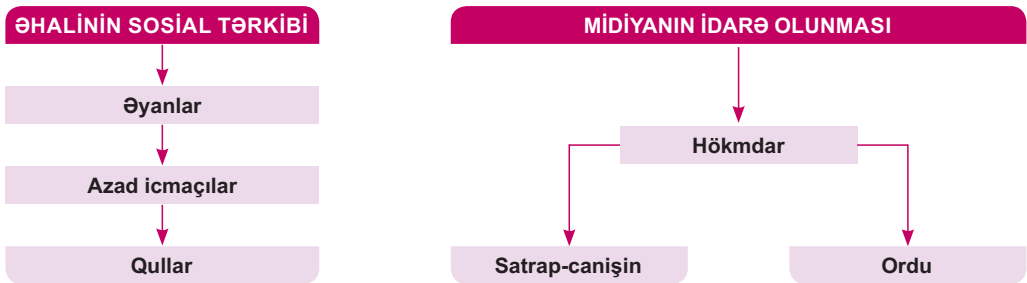 ƏHALİNİN SOSİAL TƏRKİBİ
Əyanlar
Azad icmaçılar
Qullar
MİDİYANIN İDARƏ OLUNMASI
Hökmdar
Satrap-canişin
Ordu